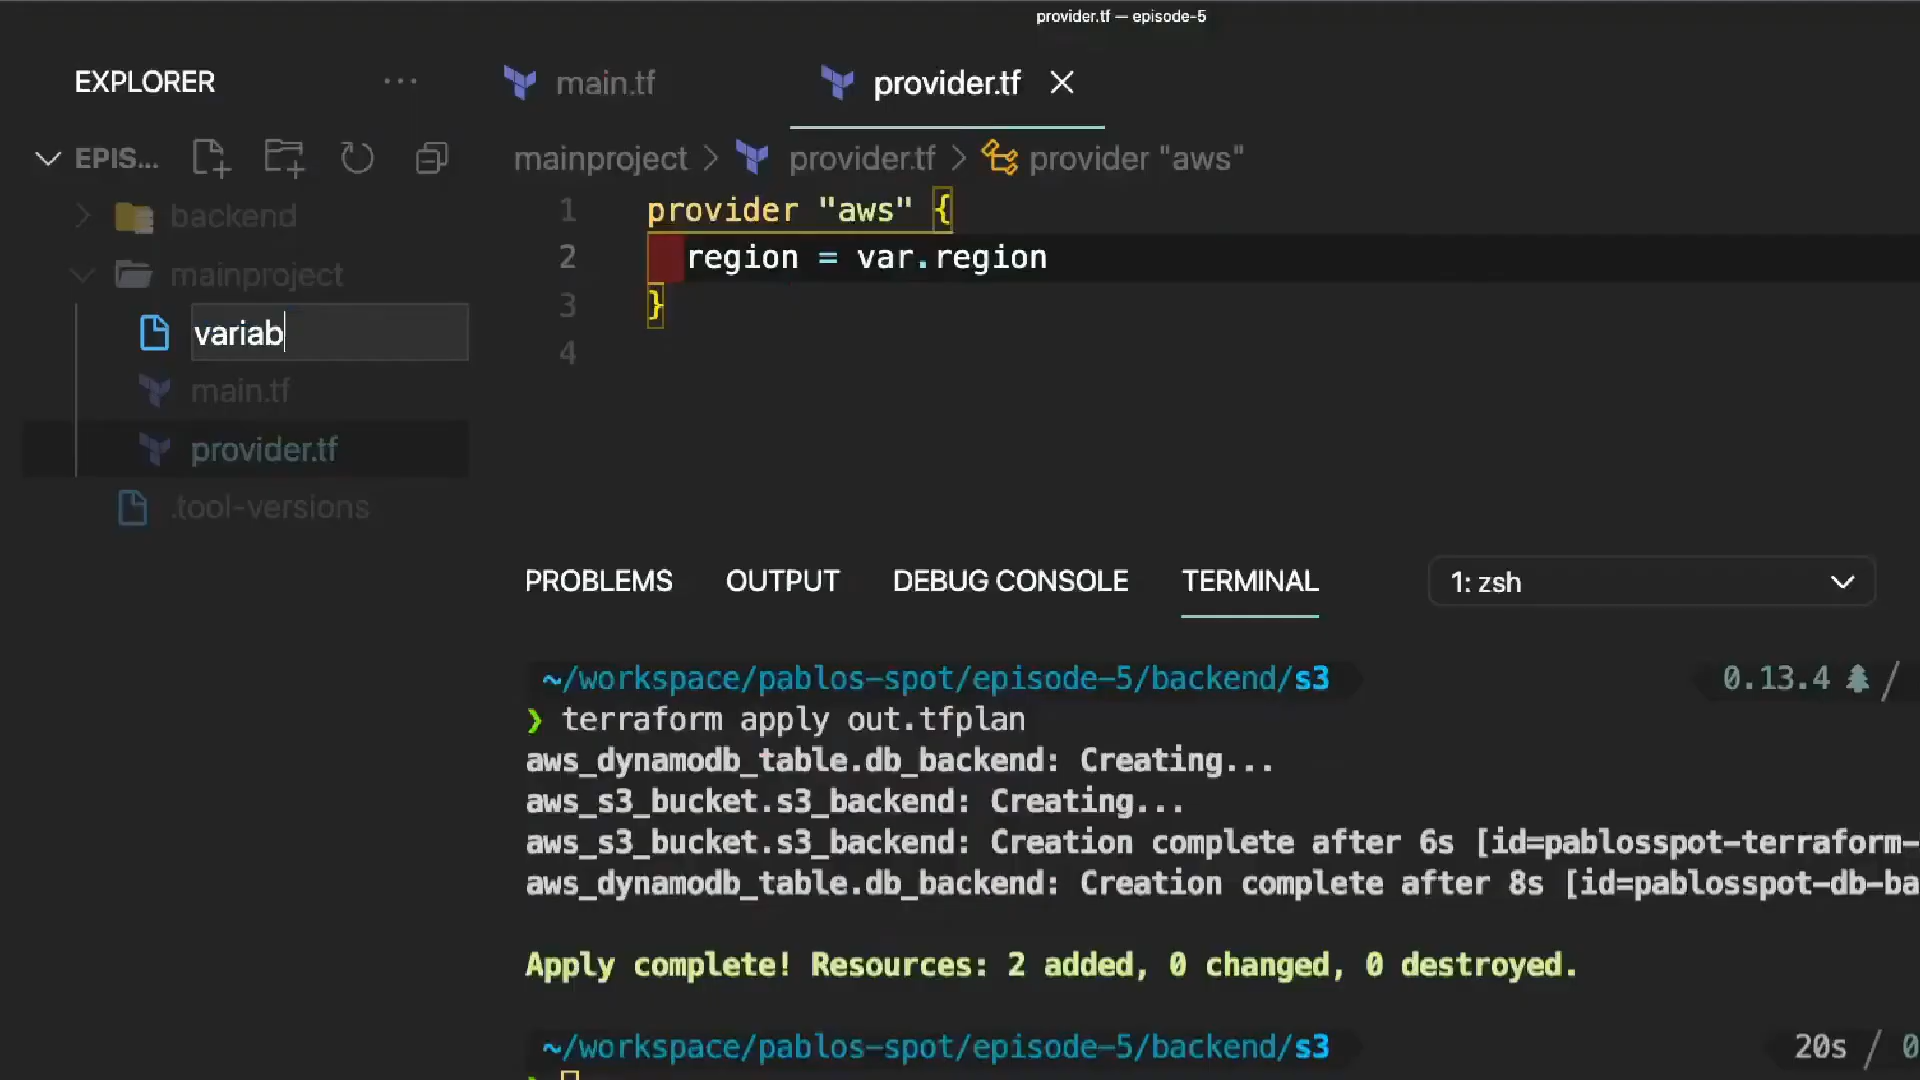 provider.tf — episode-5
EXPLORER ...
main.tf
provider.tf
EPIS...
mainproject > provider.tf > provider "aws"
backend
mainproject
variab
main.tf
provider.tf
.tool-versions
1 provider "aws" {
2 region = var.region
3 }
4
PROBLEMS OUTPUT DEBUG CONSOLE TERMINAL 1: zsh
~/workspace/pablos-spot/episode-5/backend/s3 0.13.4 /
❯ terraform apply out.tfplan
aws_dynamodb_table.db_backend: Creating...
aws_s3_bucket.s3_backend: Creating...
aws_s3_bucket.s3_backend: Creation complete after 6s [id=pablosspot-terraform-
aws_dynamodb_table.db_backend: Creation complete after 8s [id=pablosspot-db-ba
Apply complete! Resources: 2 added, 0 changed, 0 destroyed.
~/workspace/pablos-spot/episode-5/backend/s3 20s / 0